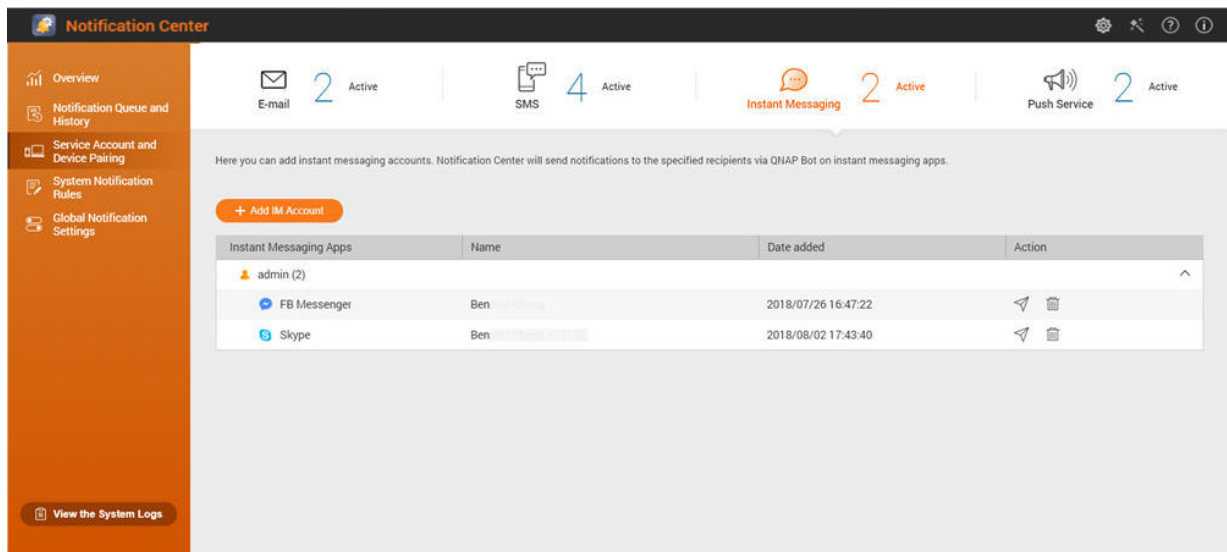 Notification Center
Overview
Notification Queue and
History
Service Account and
Device Pairing
System Notification
Rules
Global Notification
Settings
View the System Logs
E-mail 2 Active
SMS 4 Active
Instant Messaging 2 Active
Push Service 2 Active
Here you can add instant messaging accounts. Notification Center will send notifications to the specified recipients via QNAP Bot on instant messaging apps.
+ Add IM Account
Instant Messaging Apps Name Date added Action
admin (2)
FB Messenger Ben 2018/07/26 16:47:22
Skype Ben 2018/08/02 17:43:40